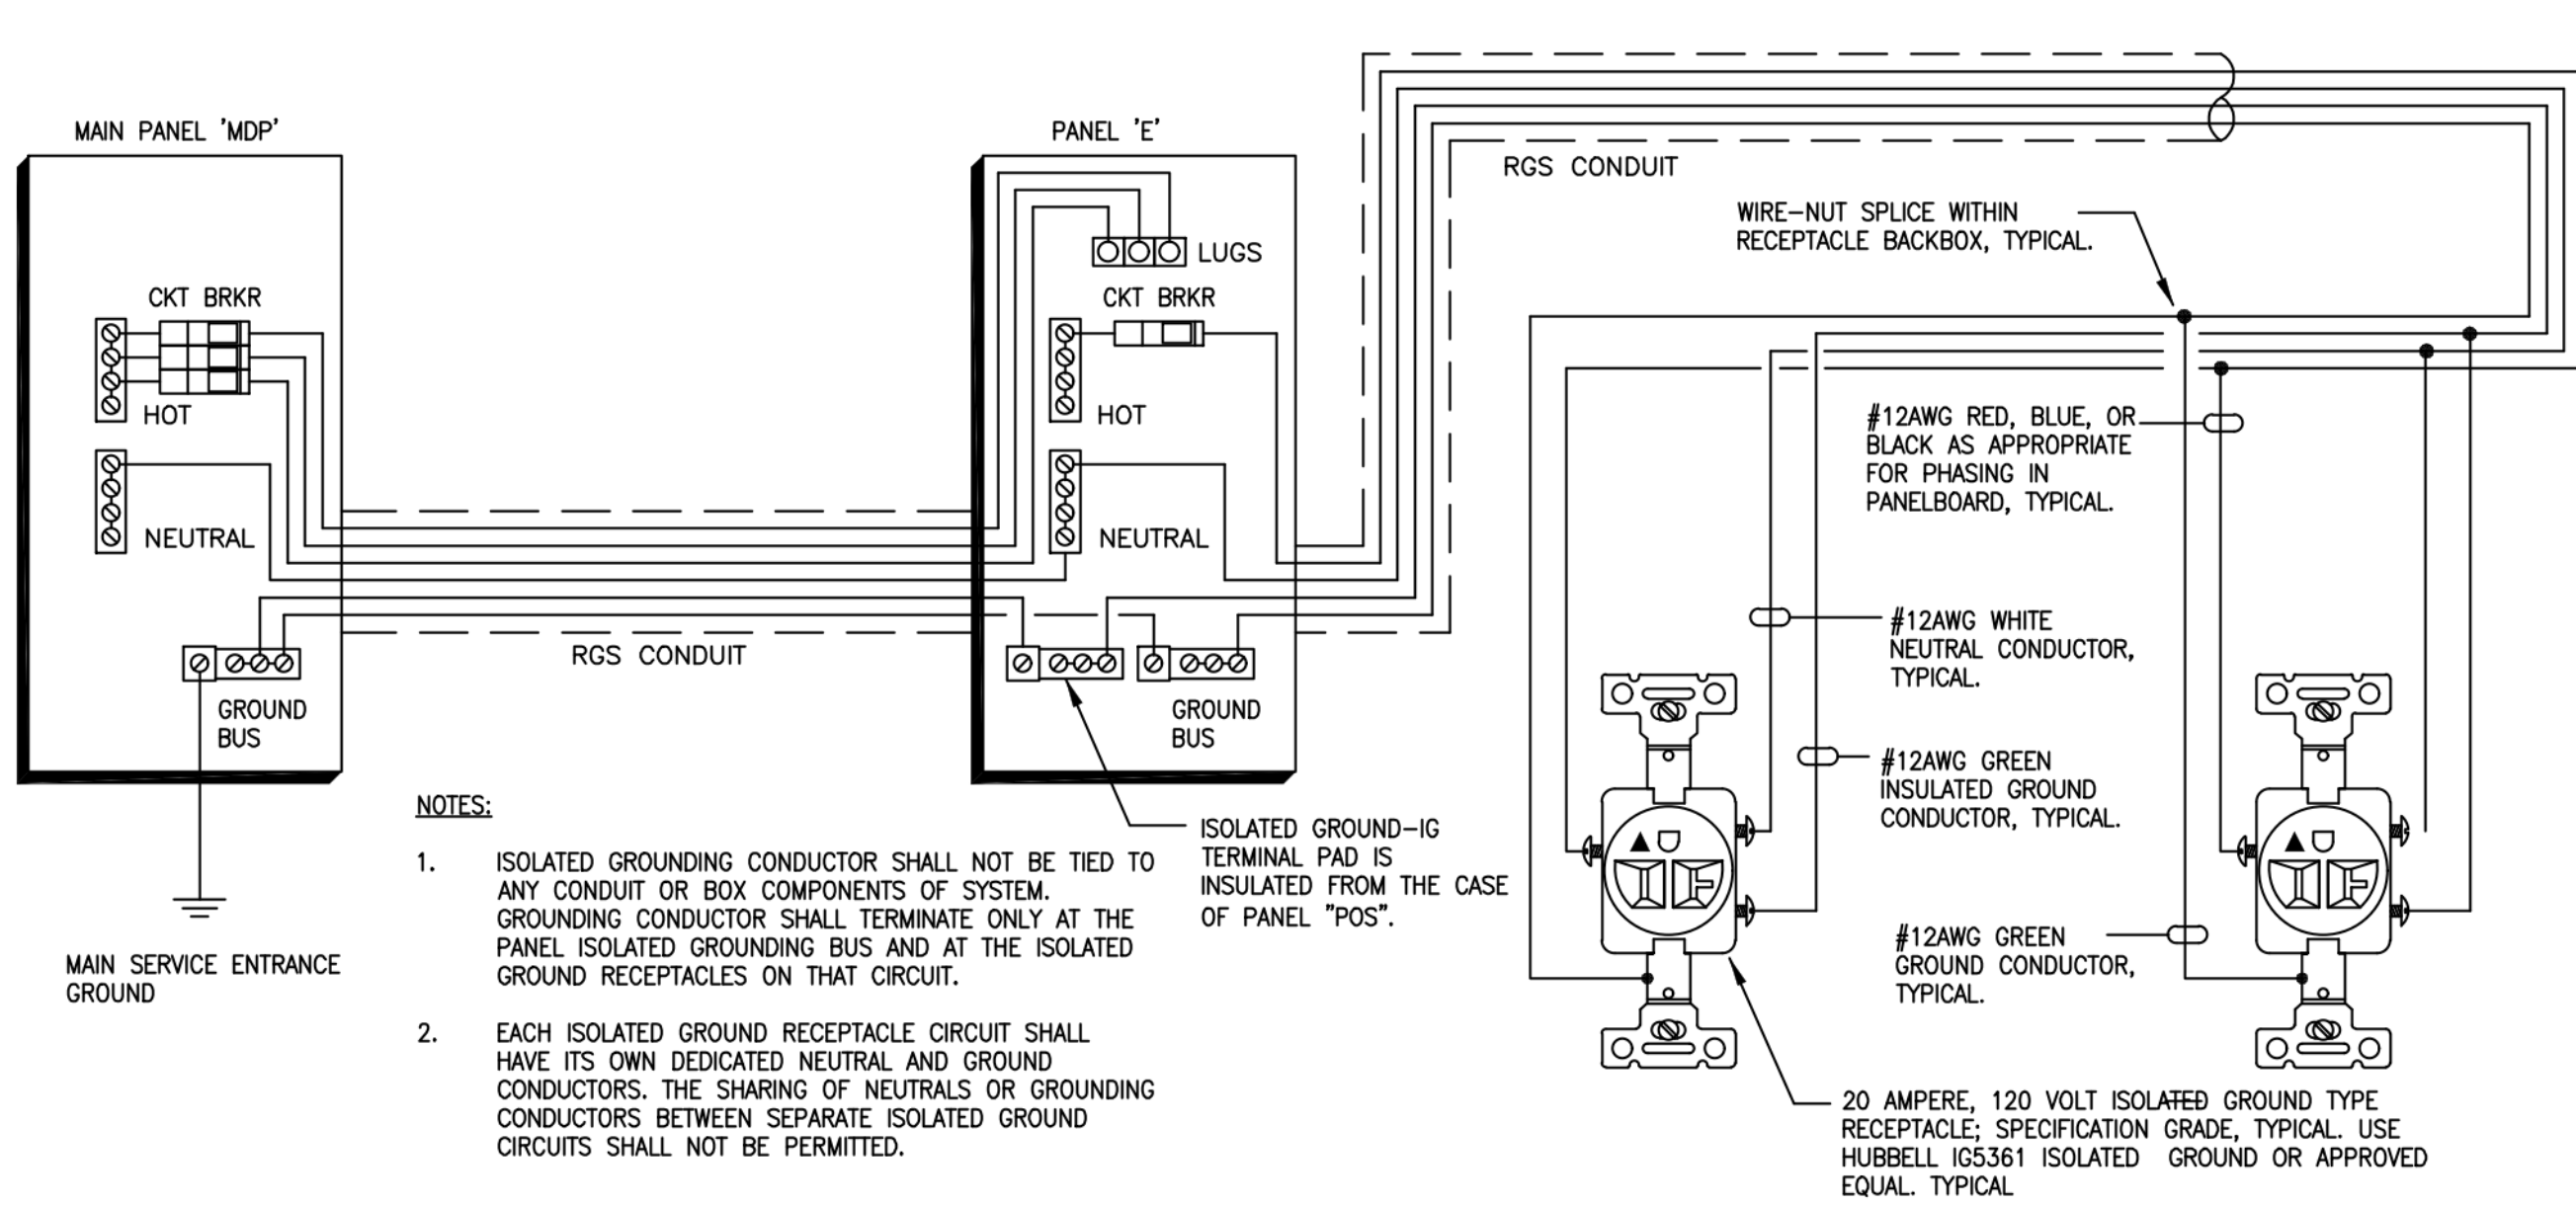 MAIN PANEL 'MDP'
CKT BRKR
HOT
NEUTRAL
GROUND
BUS
MAIN SERVICE ENTRANCE
GROUND
RGS CONDUIT
PANEL 'E'
LUGS
CKT BRKR
HOT
NEUTRAL
GROUND
BUS
ISOLATED GROUND-IG
TERMINAL PAD IS
INSULATED FROM THE CASE
OF PANEL "POS".
NOTES:
1. ISOLATED GROUNDING CONDUCTOR SHALL NOT BE TIED TO
ANY CONDUIT OR BOX COMPONENTS OF SYSTEM.
GROUNDING CONDUCTOR SHALL TERMINATE ONLY AT THE
PANEL ISOLATED GROUNDING BUS AND AT THE ISOLATED
GROUND RECEPTACLES ON THAT CIRCUIT.
2. EACH ISOLATED GROUND RECEPTACLE CIRCUIT SHALL
HAVE ITS OWN DEDICATED NEUTRAL AND GROUND
CONDUCTORS. THE SHARING OF NEUTRALS OR GROUNDING
CONDUCTORS BETWEEN SEPARATE ISOLATED GROUND
CIRCUITS SHALL NOT BE PERMITTED.
RGS CONDUIT
WIRE-NUT SPLICE WITHIN
RECEPTACLE BACKBOX, TYPICAL.
#12AWG RED, BLUE, OR
BLACK AS APPROPRIATE
FOR PHASING IN
PANELBOARD, TYPICAL.
#12AWG WHITE
NEUTRAL CONDUCTOR,
TYPICAL.
#12AWG GREEN
INSULATED GROUND
CONDUCTOR, TYPICAL.
#12AWG GREEN
GROUND CONDUCTOR,
TYPICAL.
20 AMPERE, 120 VOLT ISOLATED GROUND TYPE
RECEPTACLE; SPECIFICATION GRADE, TYPICAL. USE
HUBBELL IG5361 ISOLATED GROUND OR APPROVED
EQUAL. TYPICAL